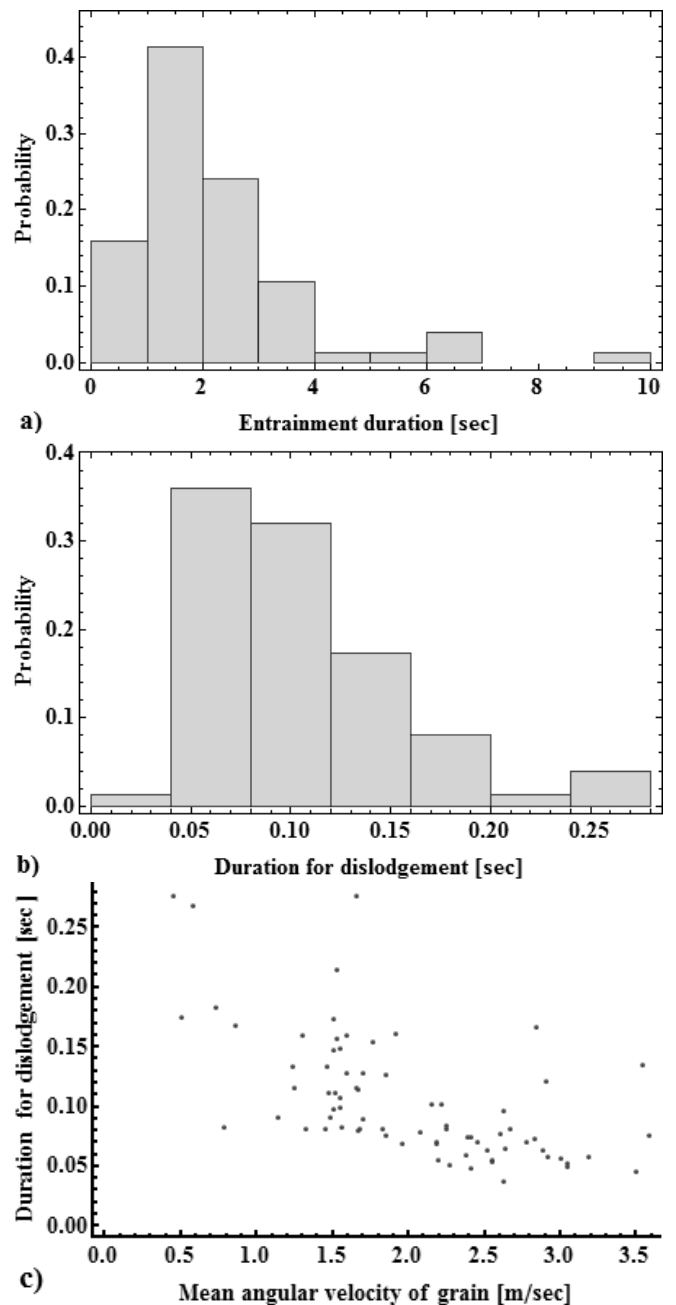 0.4
0.3
0.2
0.1
0.0
Probability
0 2 4 6 8 10
a) Entrainment duration [sec]
0.4
0.3
0.2
0.1
0.0
Probability
0.00 0.05 0.10 0.15 0.20 0.25
b) Duration for dislodgement [sec]
0.25
0.20
0.15
0.10
0.05
0.00
Duration for dislodgement [sec]
0.0 0.5 1.0 1.5 2.0 2.5 3.0 3.5
c) Mean angular velocity of grain [m/sec]